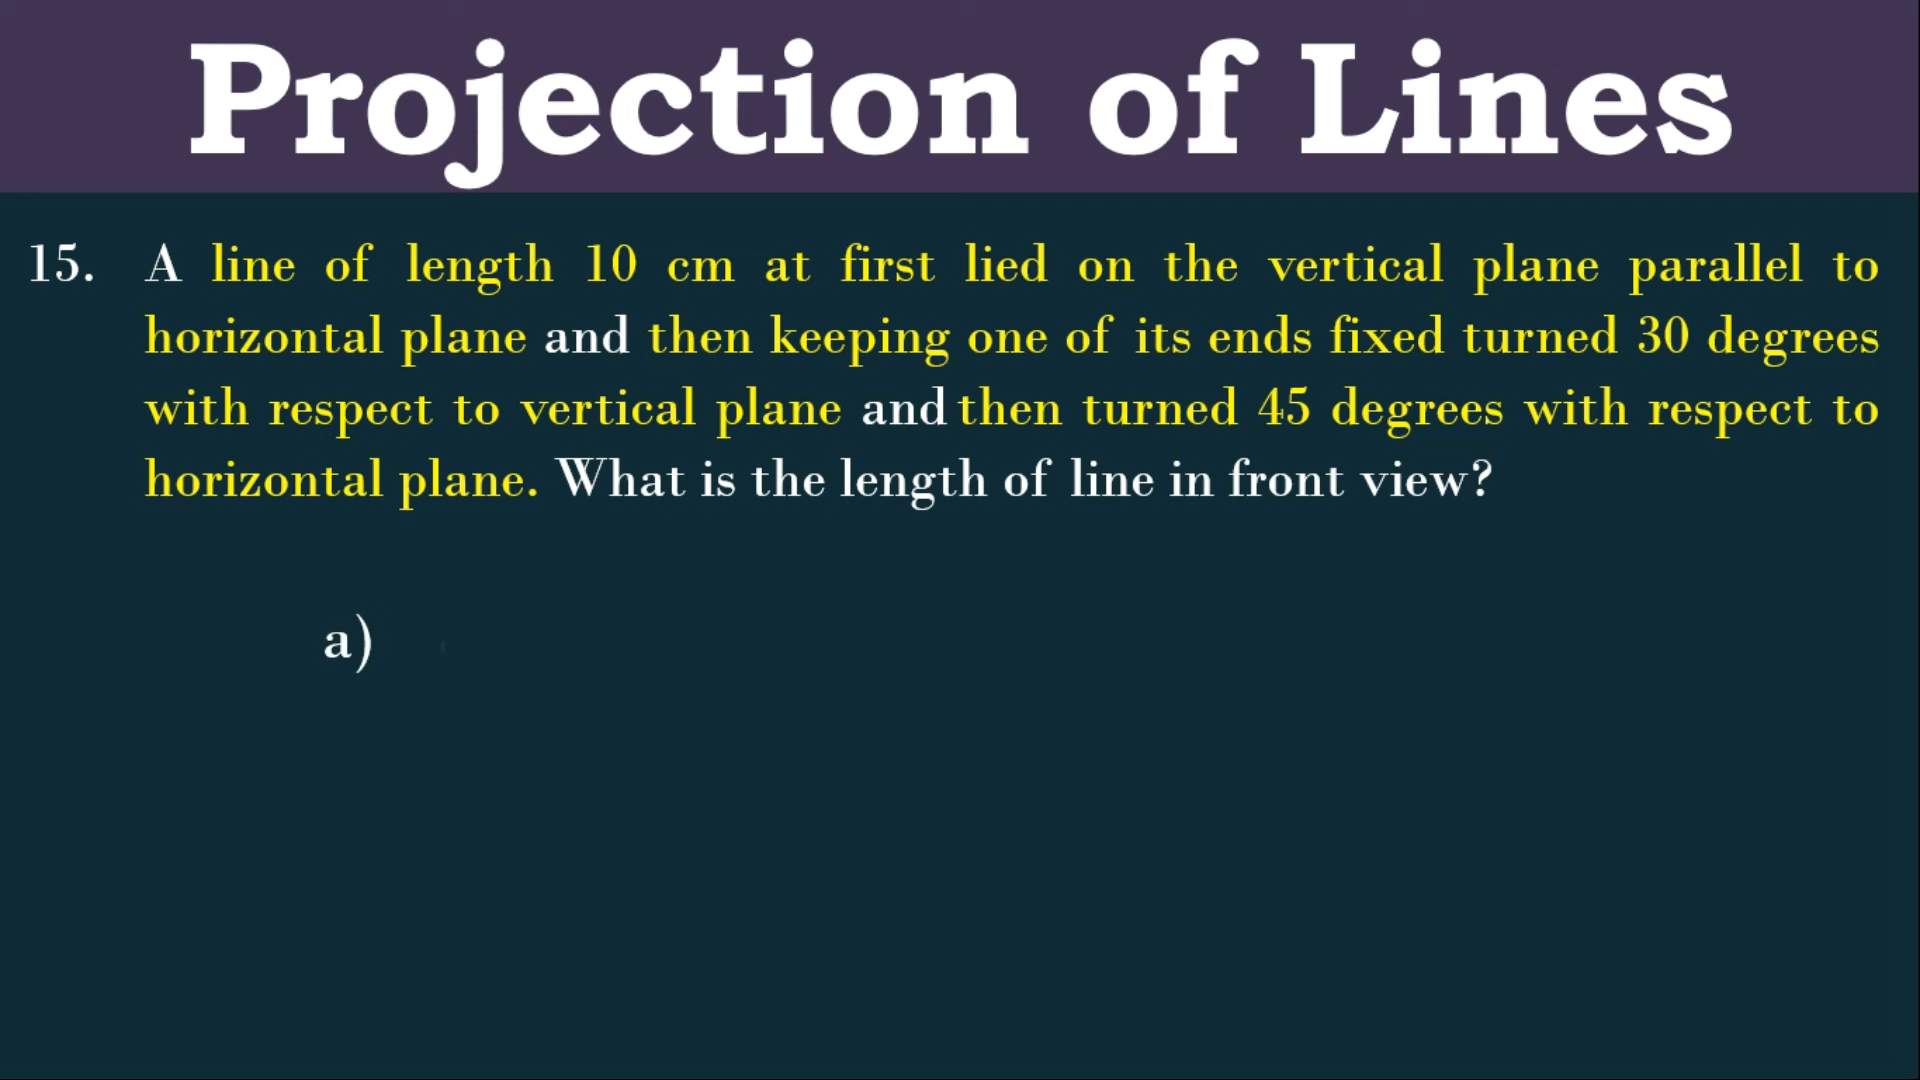 Projection of Lines
15. A line of length 10 cm at first lied on the vertical plane parallel to
horizontal plane and then keeping one of its ends fixed turned 30 degrees
with respect to vertical plane and then turned 45 degrees with respect to
horizontal plane. What is the length of line in front view?
a)